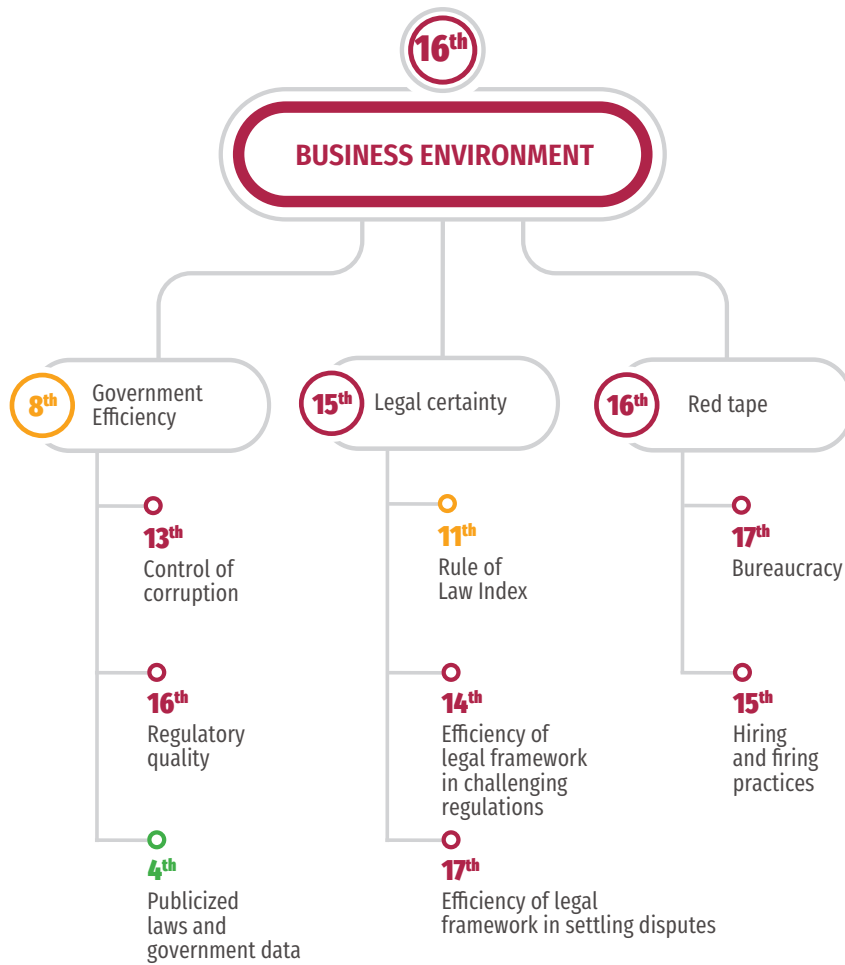 16th
BUSINESS ENVIRONMENT
8th
Government
Efficiency
13th
Control of
corruption
16th
Regulatory
quality
4th
Publicized
laws and
government data
15th
Legal certainty
11th
Rule of
Law Index
14th
Efficiency of
legal framework
in challenging
regulations
17th
Efficiency of legal
framework in settling disputes
16th
Red tape
17th
Bureaucracy
15th
Hiring
and firing
practices